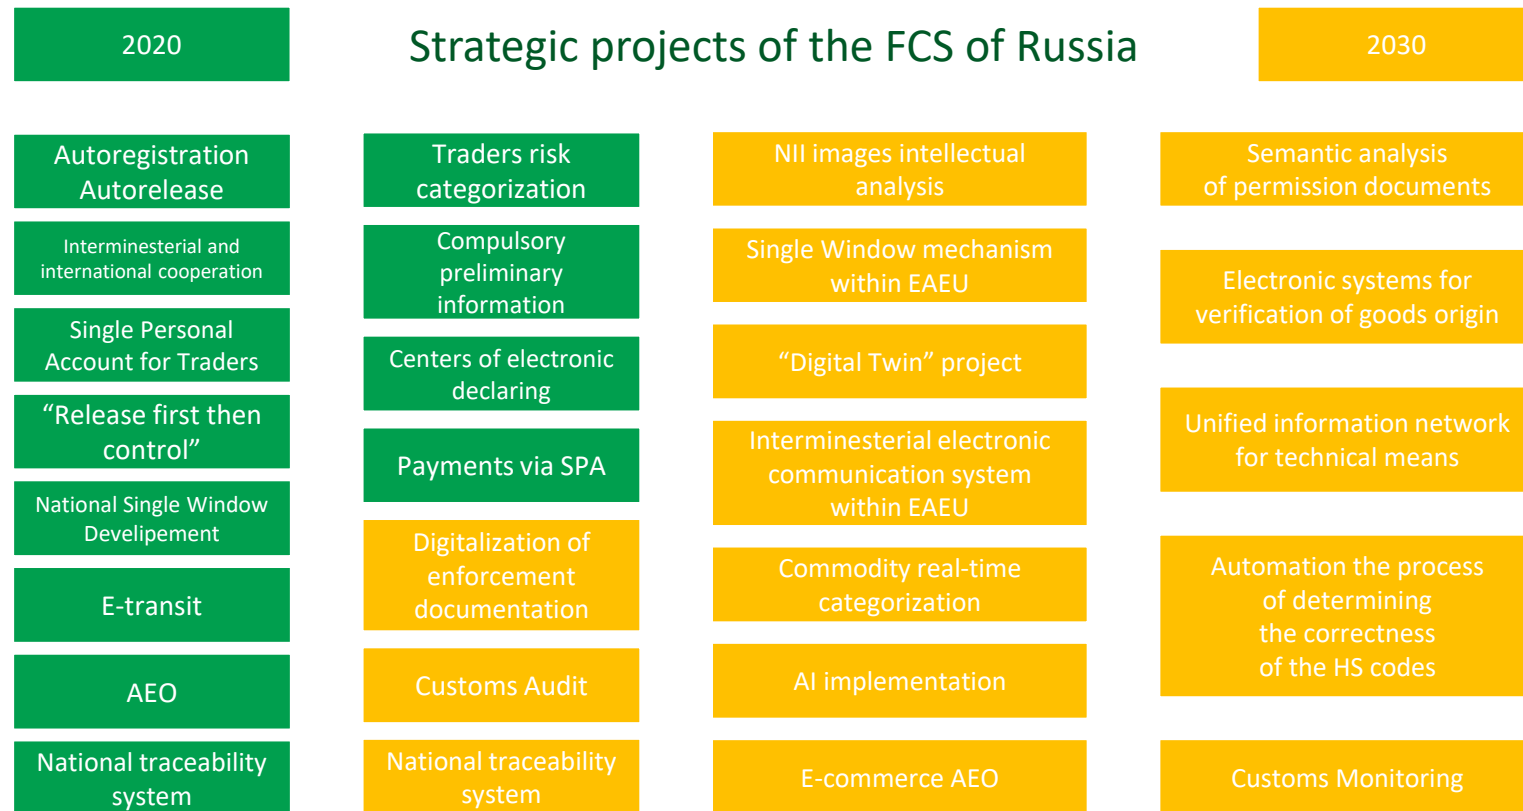 2020
Strategic projects of the FCS of Russia
2030
Autoregistration
Autorelease
Interminesterial and
international cooperation
Single Personal
Account for Traders
“Release first then
control”
National Single Window
Develipement
E-transit
AEO
National traceability
system
Traders risk
categorization
Compulsory
preliminary
information
Centers of electronic
declaring
Payments via SPA
Digitalization of
enforcement
documentation
Customs Audit
National traceability
system
NII images intellectual
analysis
Single Window mechanism
within EAEU
“Digital Twin” project
Interminesterial electronic
communication system
within EAEU
Commodity real-time
categorization
AI implementation
E-commerce AEO
Semantic analysis
of permission documents
Electronic systems for
verification of goods origin
Unified information network
for technical means
Automation the process
of determining
the correctness
of the HS codes
Customs Monitoring